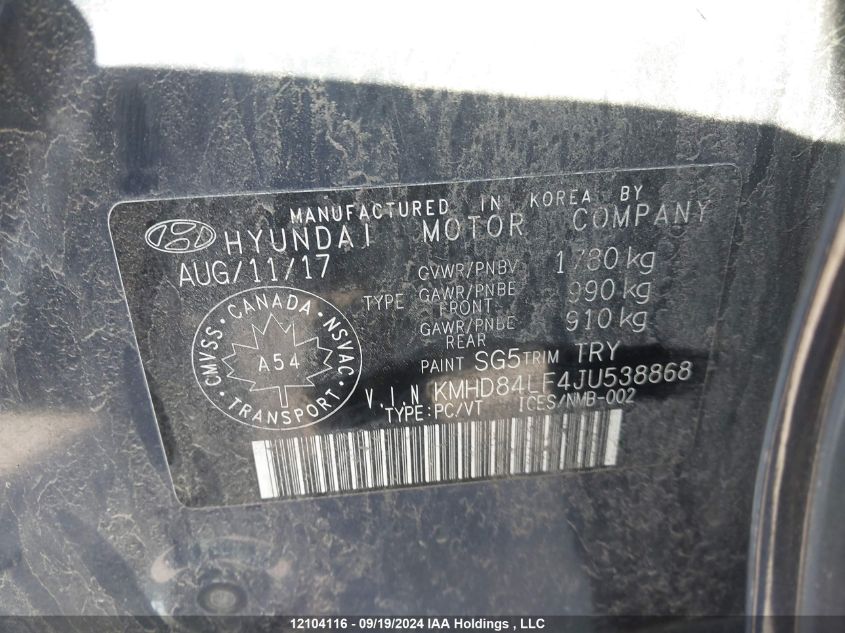 MANUFACTURED IN KOREA BY
HYUNDAI MOTOR COMPANY
AUG/11/17
GVWR/PNBV 1780 kg
TYPE GAWR/PNBE FRONT 990 kg
GAWR/PNBE REAR 910 kg
PAINT SG5 TRIM TRY
V.I.N KMHD84LF4JU538868
TYPE:PC/VT ICES/NMB-002
CMVSS · CANADA · NSVAC · TRANSPORT ·
A54
12104116 - 09/19/2024 IAA Holdings , LLC